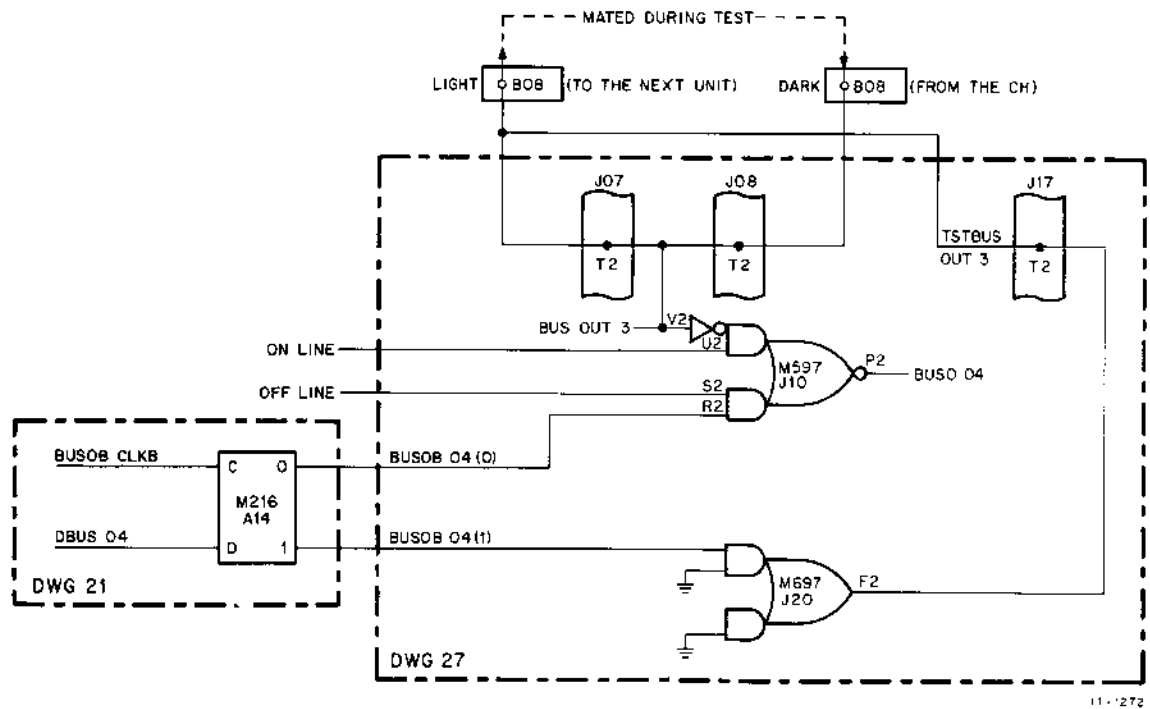 MATED DURING TEST
LIGHT B08 (TO THE NEXT UNIT)
DARK B08 (FROM THE CH)
J07
J08
J17
T2
T2
TSTBUS
OUT 3
T2
BUS OUT 3
V2
U2
ON LINE
M597
J10
P2
BUSO 04
OFF LINE
S2
R2
BUSOB CLKB
C
0
BUSOB 04 (0)
M216
A14
DBUS 04
D
1
BUSOB 04(1)
DWG 21
M697
J20
F2
DWG 27
11-1272